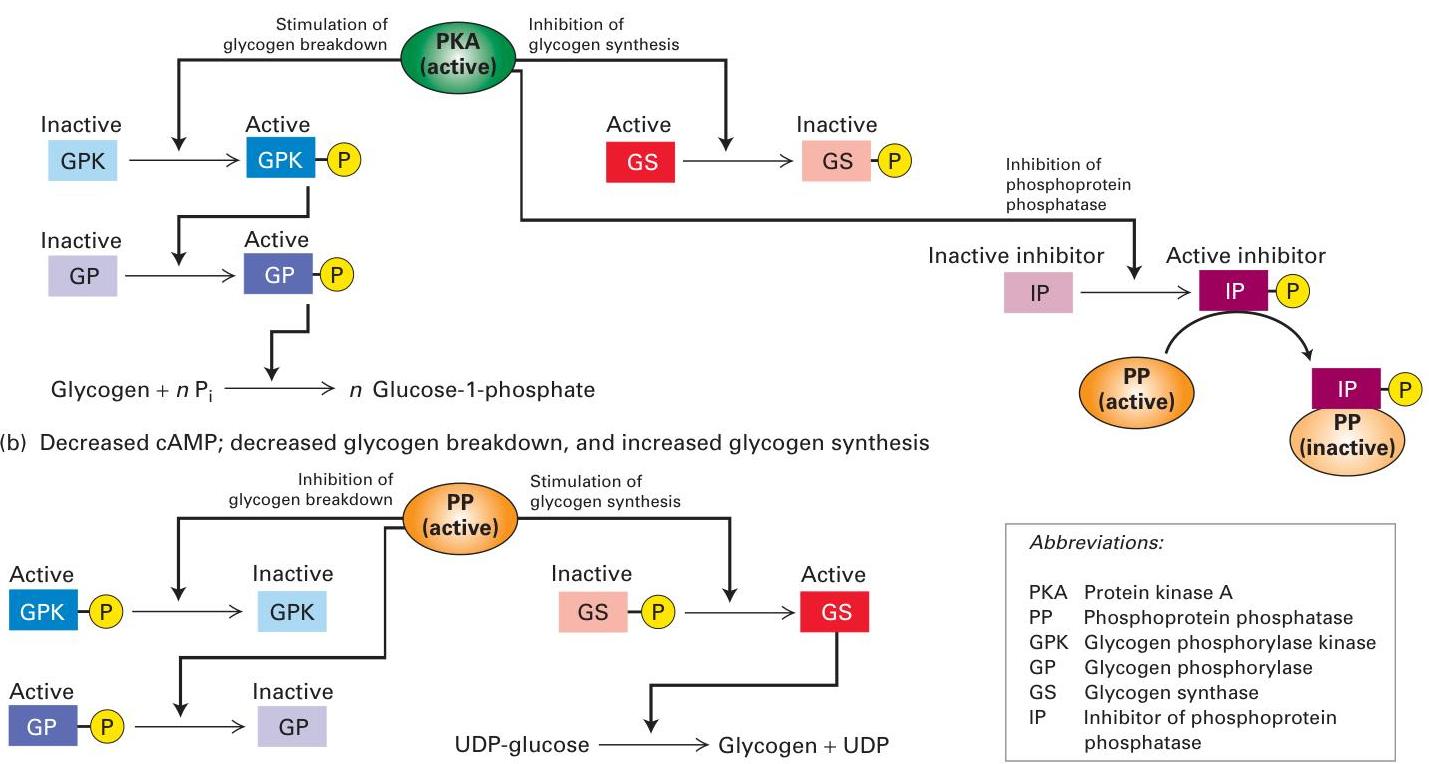 Stimulation of
glycogen breakdown
PKA
(active)
Inhibition of
glycogen synthesis
Inactive
GPK
Active
GPK
P
Active
GS
Inactive
GS
P
Inhibition of
phosphoprotein
phosphatase
Inactive
GP
Active
GP
P
Inactive inhibitor
IP
Active inhibitor
IP
P
PP
(active)
IP
P
PP
(inactive)
Glycogen + n Pi
n Glucose-1-phosphate
(b) Decreased cAMP; decreased glycogen breakdown, and increased glycogen synthesis
Inhibition of
glycogen breakdown
PP
(active)
Stimulation of
glycogen synthesis
Active
GPK
P
Inactive
GPK
Inactive
GS
P
Active
GS
Active
GP
P
Inactive
GP
UDP-glucose
Glycogen + UDP
Abbreviations:
PKA Protein kinase A
PP Phosphoprotein phosphatase
GPK Glycogen phosphorylase kinase
GP Glycogen phosphorylase
GS Glycogen synthase
IP Inhibitor of phosphoprotein
phosphatase